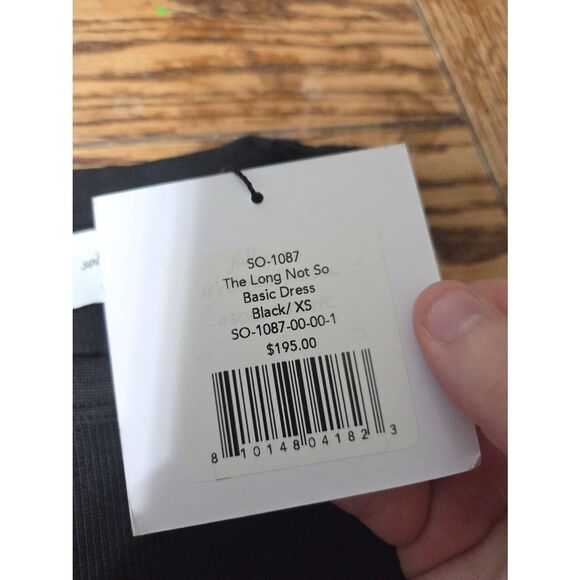 SO-1087
The Long Not So
Basic Dress
Black/ XS
SO-1087-00-00-1
$195.00
8 10148 04182 3